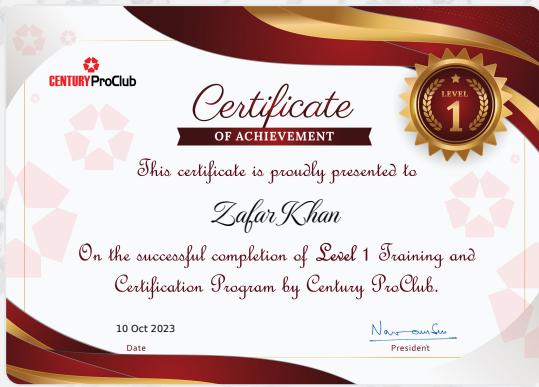 CENTURY ProClub
LEVEL
1
Certificate
OF ACHIEVEMENT
This certificate is proudly presented to
Zafar Khan
On the successful completion of Level 1 Training and
Certification Program by Century ProClub.
10 Oct 2023
Date
President